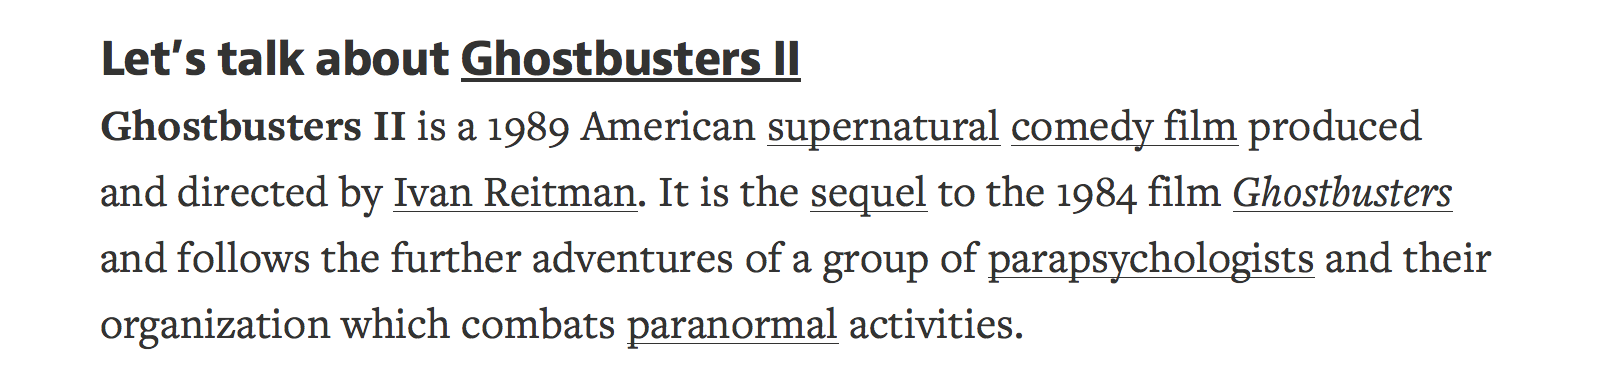 Let’s talk about Ghostbusters II
Ghostbusters II is a 1989 American supernatural comedy film produced
and directed by Ivan Reitman. It is the sequel to the 1984 film Ghostbusters
and follows the further adventures of a group of parapsychologists and their
organization which combats paranormal activities.